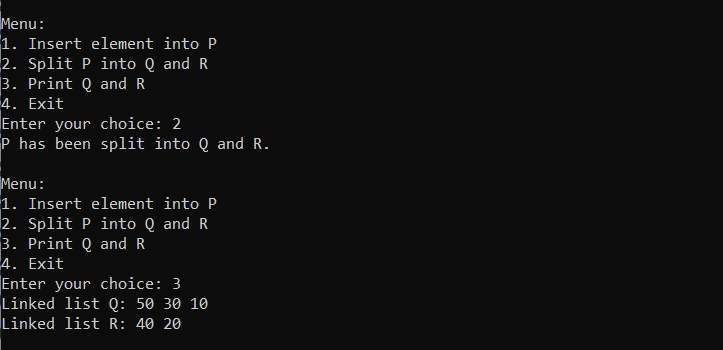 Menu:
1. Insert element into P
2. Split P into Q and R
3. Print Q and R
4. Exit
Enter your choice: 2
P has been split into Q and R.
Menu:
1. Insert element into P
2. Split P into Q and R
3. Print Q and R
4. Exit
Enter your choice: 3
Linked list Q: 50 30 10
Linked list R: 40 20